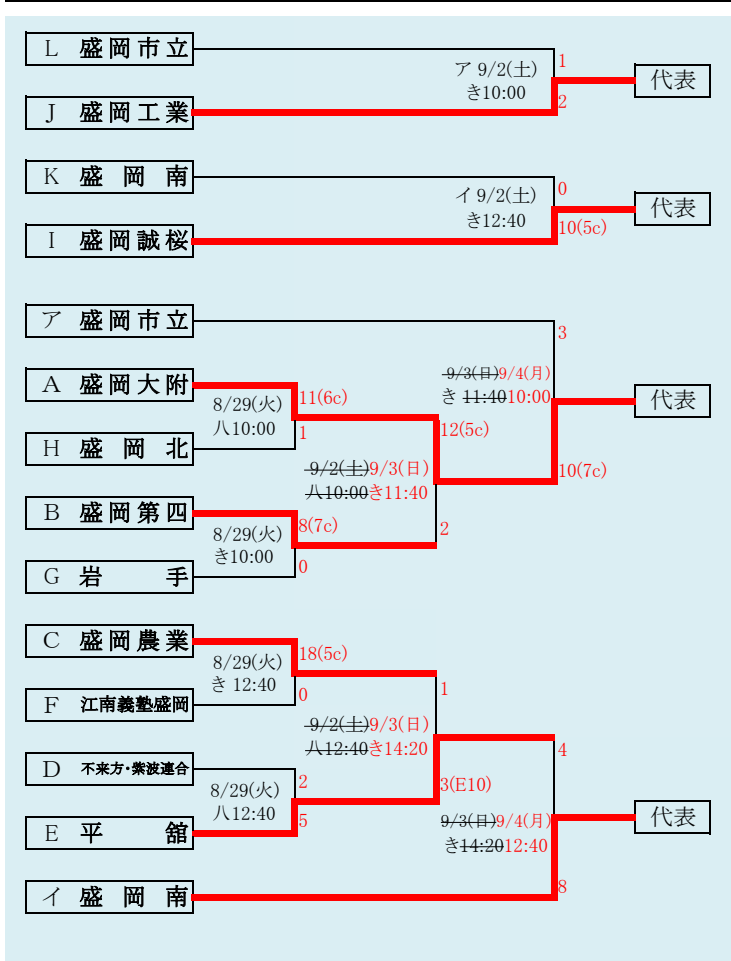 L 盛岡市立
1
ア 9/2(土)
き10:00
代表
J 盛岡工業
2
K 盛岡南
0
イ 9/2(土)
き12:40
代表
I 盛岡誠桜
10(5c)
ア 盛岡市立
3
9/3(日)9/4(月)
き 11:4010:00
代表
A 盛岡大附
11(6c)
8/29(火)
八10:00
12(5c)
H 盛岡北
1
9/2(土)9/3(日)
八10:00き11:40
10(7c)
B 盛岡第四
8(7c)
2
8/29(火)
き10:00
G 岩手
0
C 盛岡農業
18(5c)
8/29(火)
き 12:40
1
F 江南義塾盛岡
0
9/2(土)9/3(日)
八12:40き14:20
4
D 不来方・紫波連合
2
3(E10)
8/29(火)
八12:40
9/3(日)9/4(月)
き14:2012:40
代表
E 平舘
5
イ 盛岡南
8